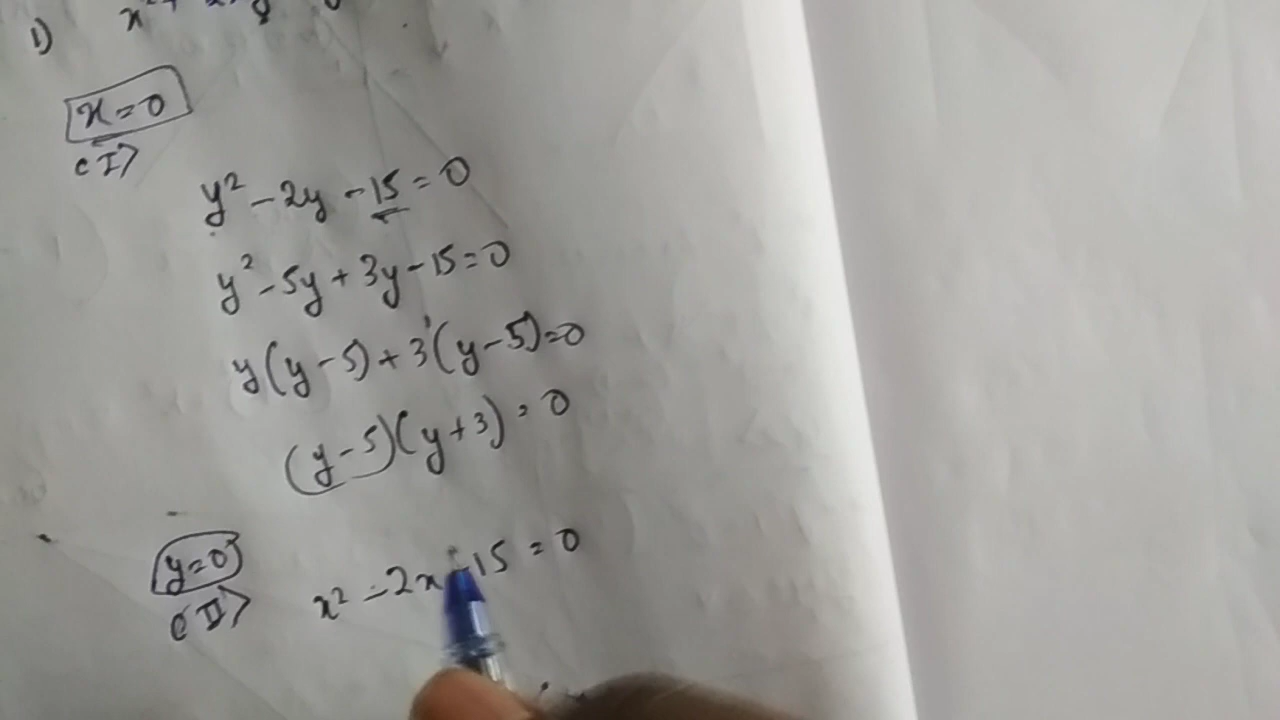 1) x²+
x=0
<I>
y²-2y-15=0
y²-5y+3y-15=0
y(y-5)+3(y-5)=0
(y-5)(y+3)=0
y=0
<II>
x²-2x-15=0